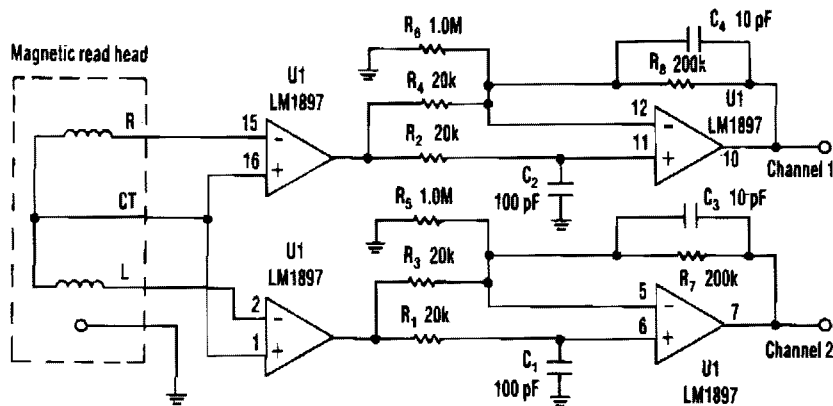 Magnetic read head
R
CT
L
U1
LM1897
15
16
-
+
R6 1.0M
R4 20k
R2 20k
C2
100 pF
C4 10 pF
R8 200k
U1
LM1897
12
11
-
+
10
Channel 1
U1
LM1897
2
1
-
+
R5 1.0M
R3 20k
R1 20k
C1
100 pF
C3 10 pF
R7 200k
5
6
-
+
7
U1
LM1897
Channel 2